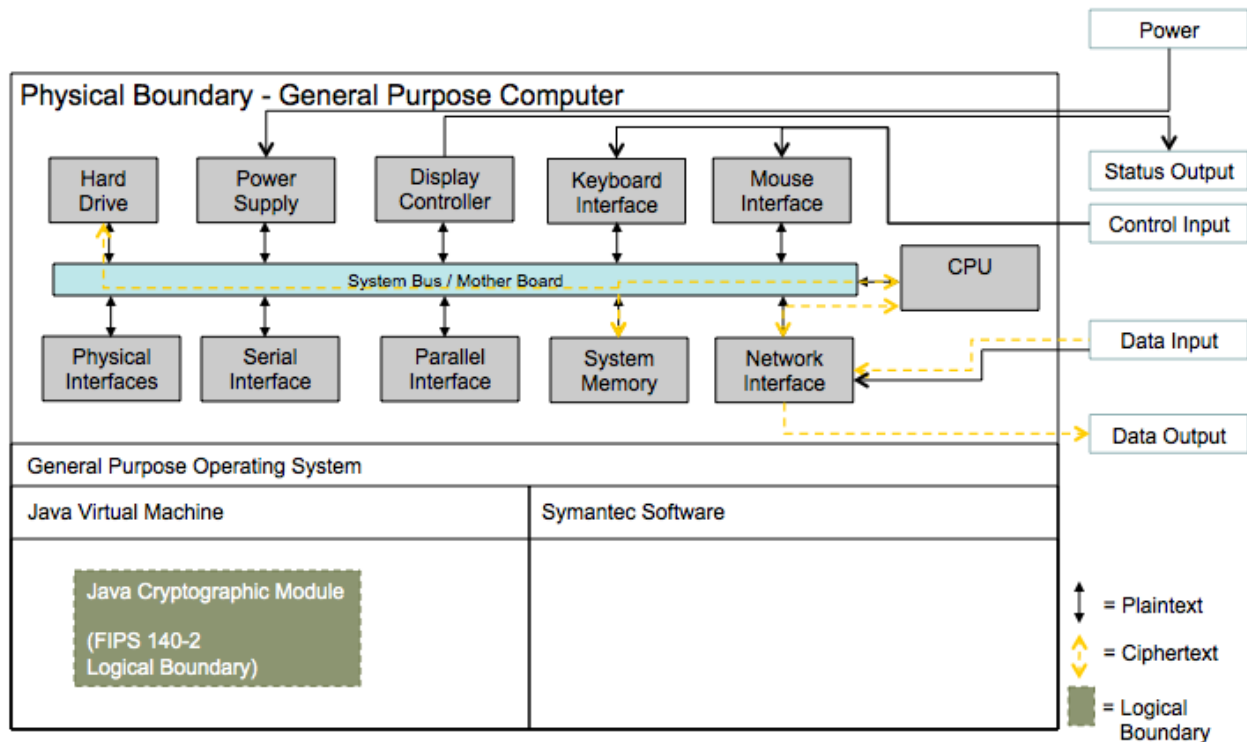 Power
Physical Boundary - General Purpose Computer
Hard
Drive
Power
Supply
Display
Controller
Keyboard
Interface
Mouse
Interface
Status Output
Control Input
CPU
System Bus / Mother Board
Physical
Interfaces
Serial
Interface
Parallel
Interface
System
Memory
Network
Interface
Data Input
Data Output
General Purpose Operating System
Java Virtual Machine
Symantec Software
Java Cryptographic Module
(FIPS 140-2
Logical Boundary)
= Plaintext
= Ciphertext
= Logical
Boundary